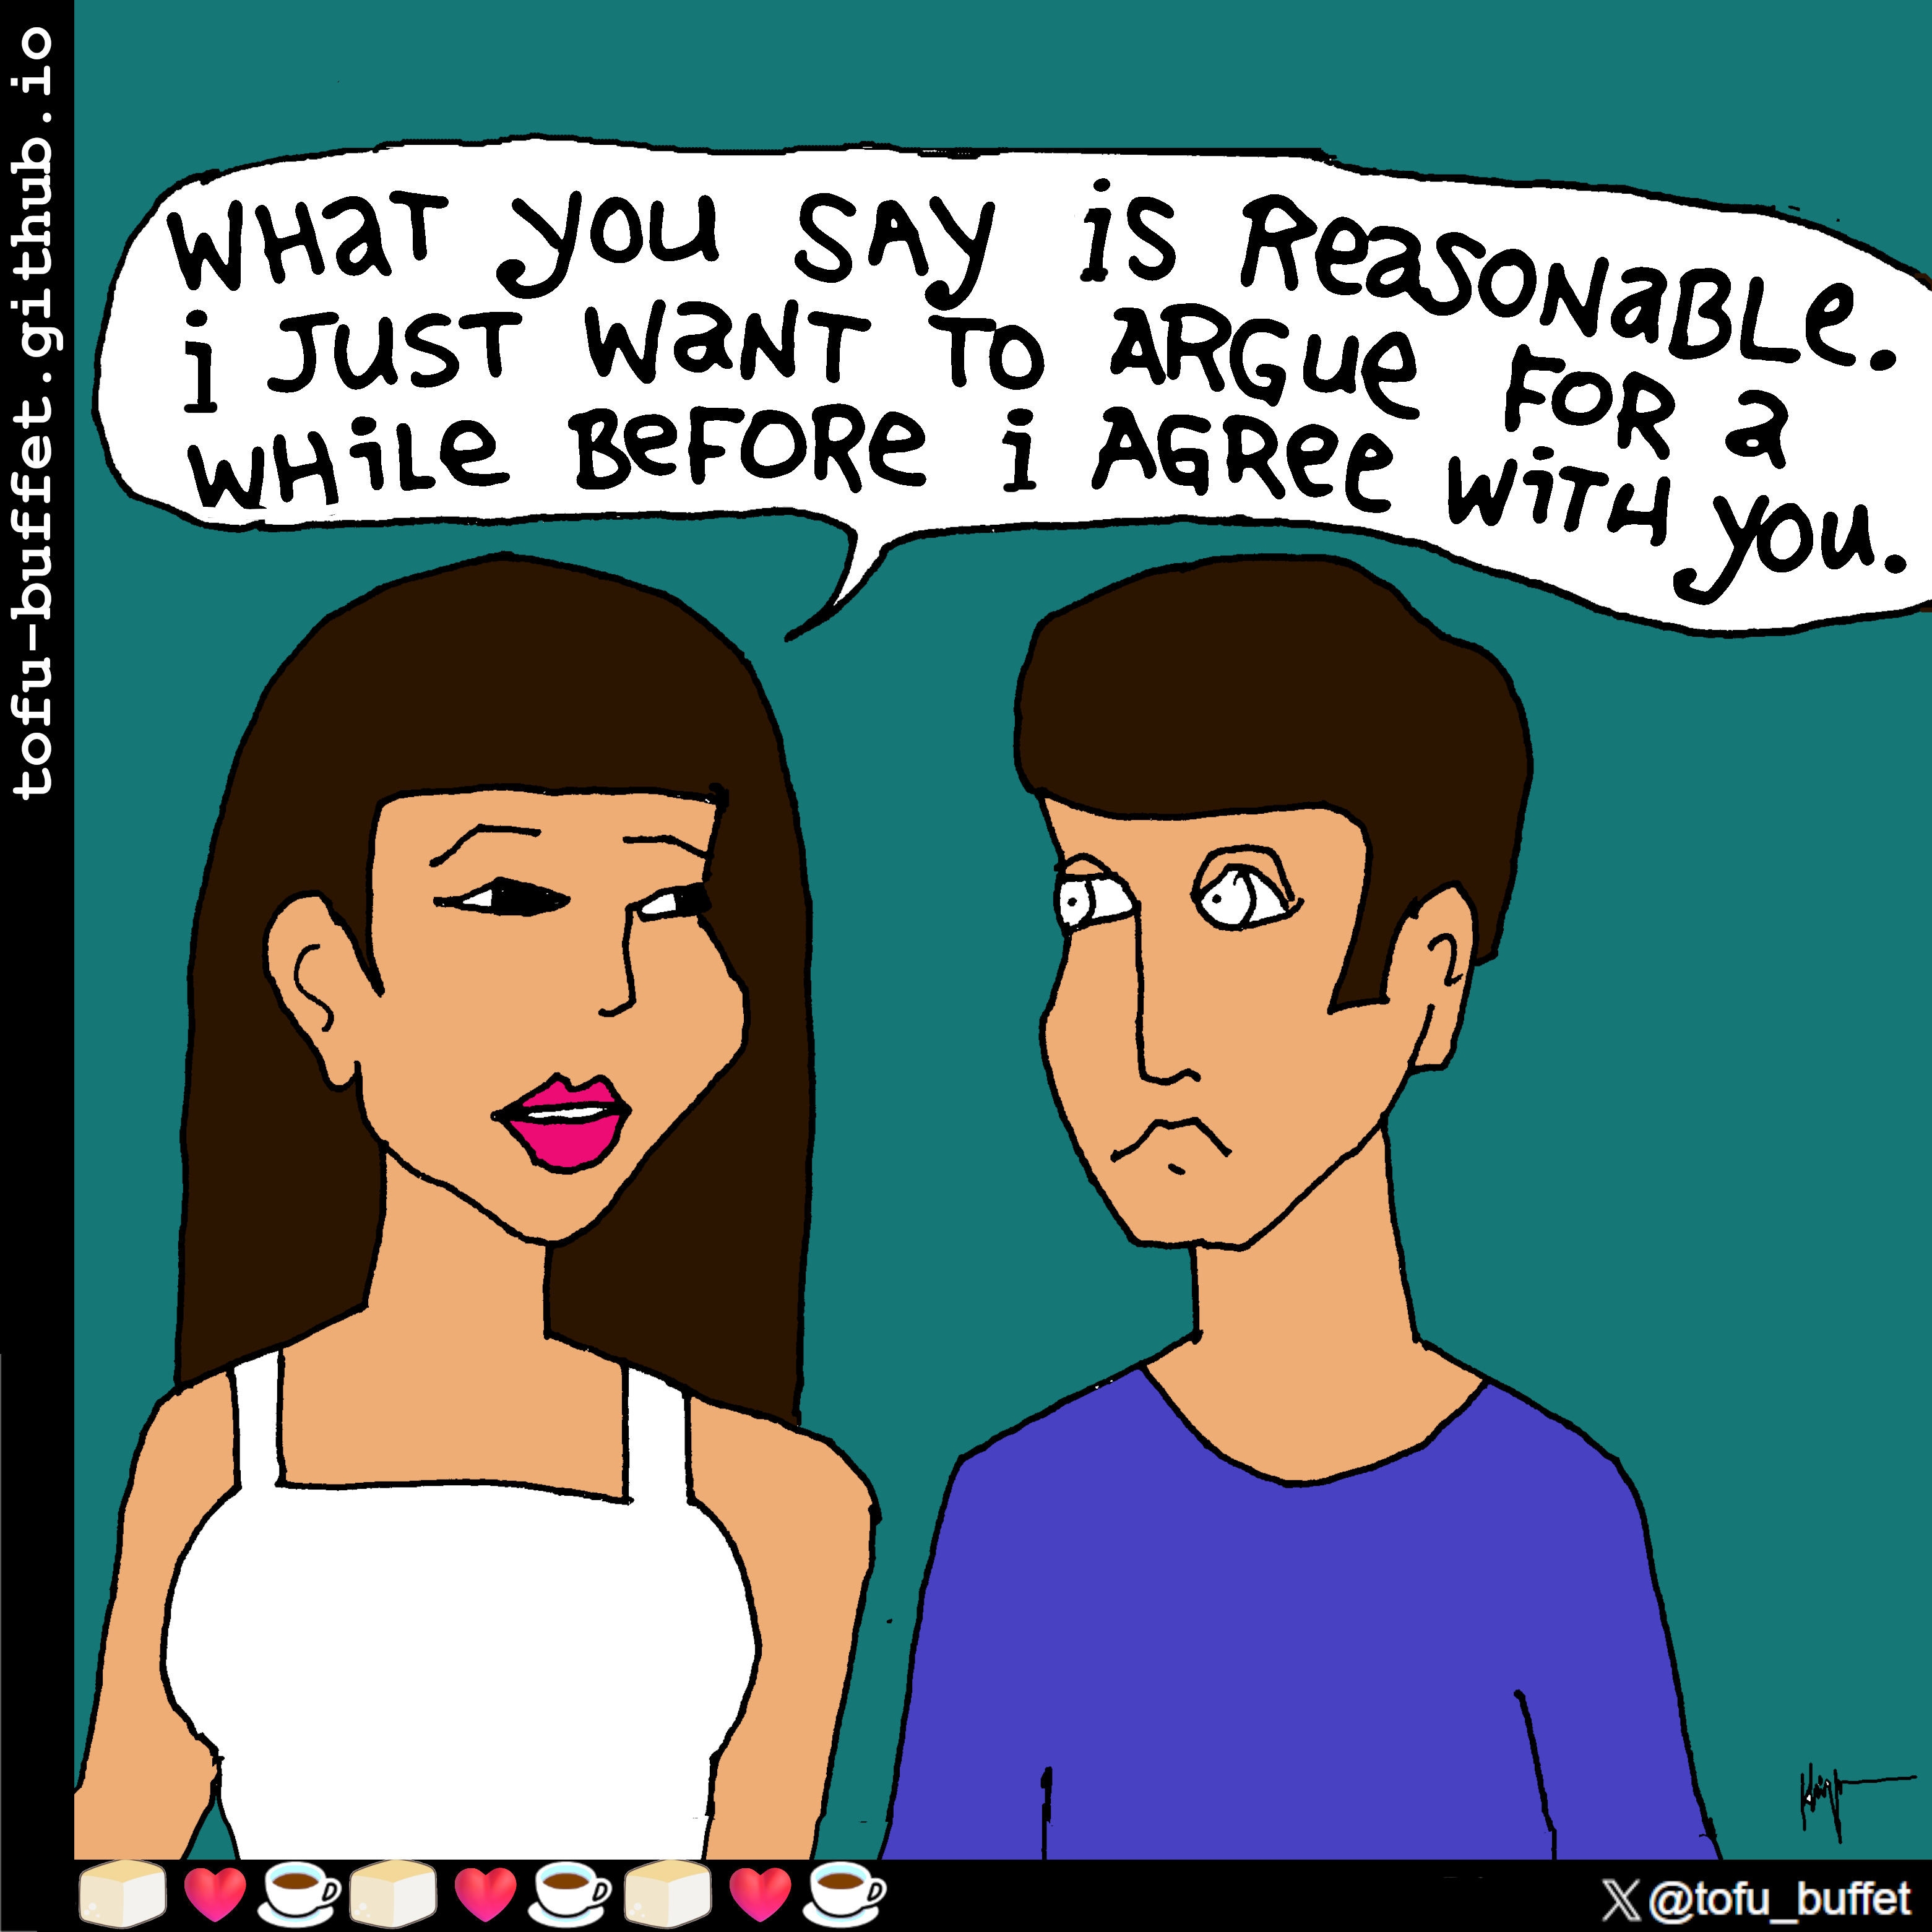 WHaT you SAy iS ReasoNaBLe.
i JUST WaNT TO ARGUe FOR a
WHiLe BeFORe i AGRee WiTH you.
tofu-buffet.github.io
𝕏 @tofu_buffet